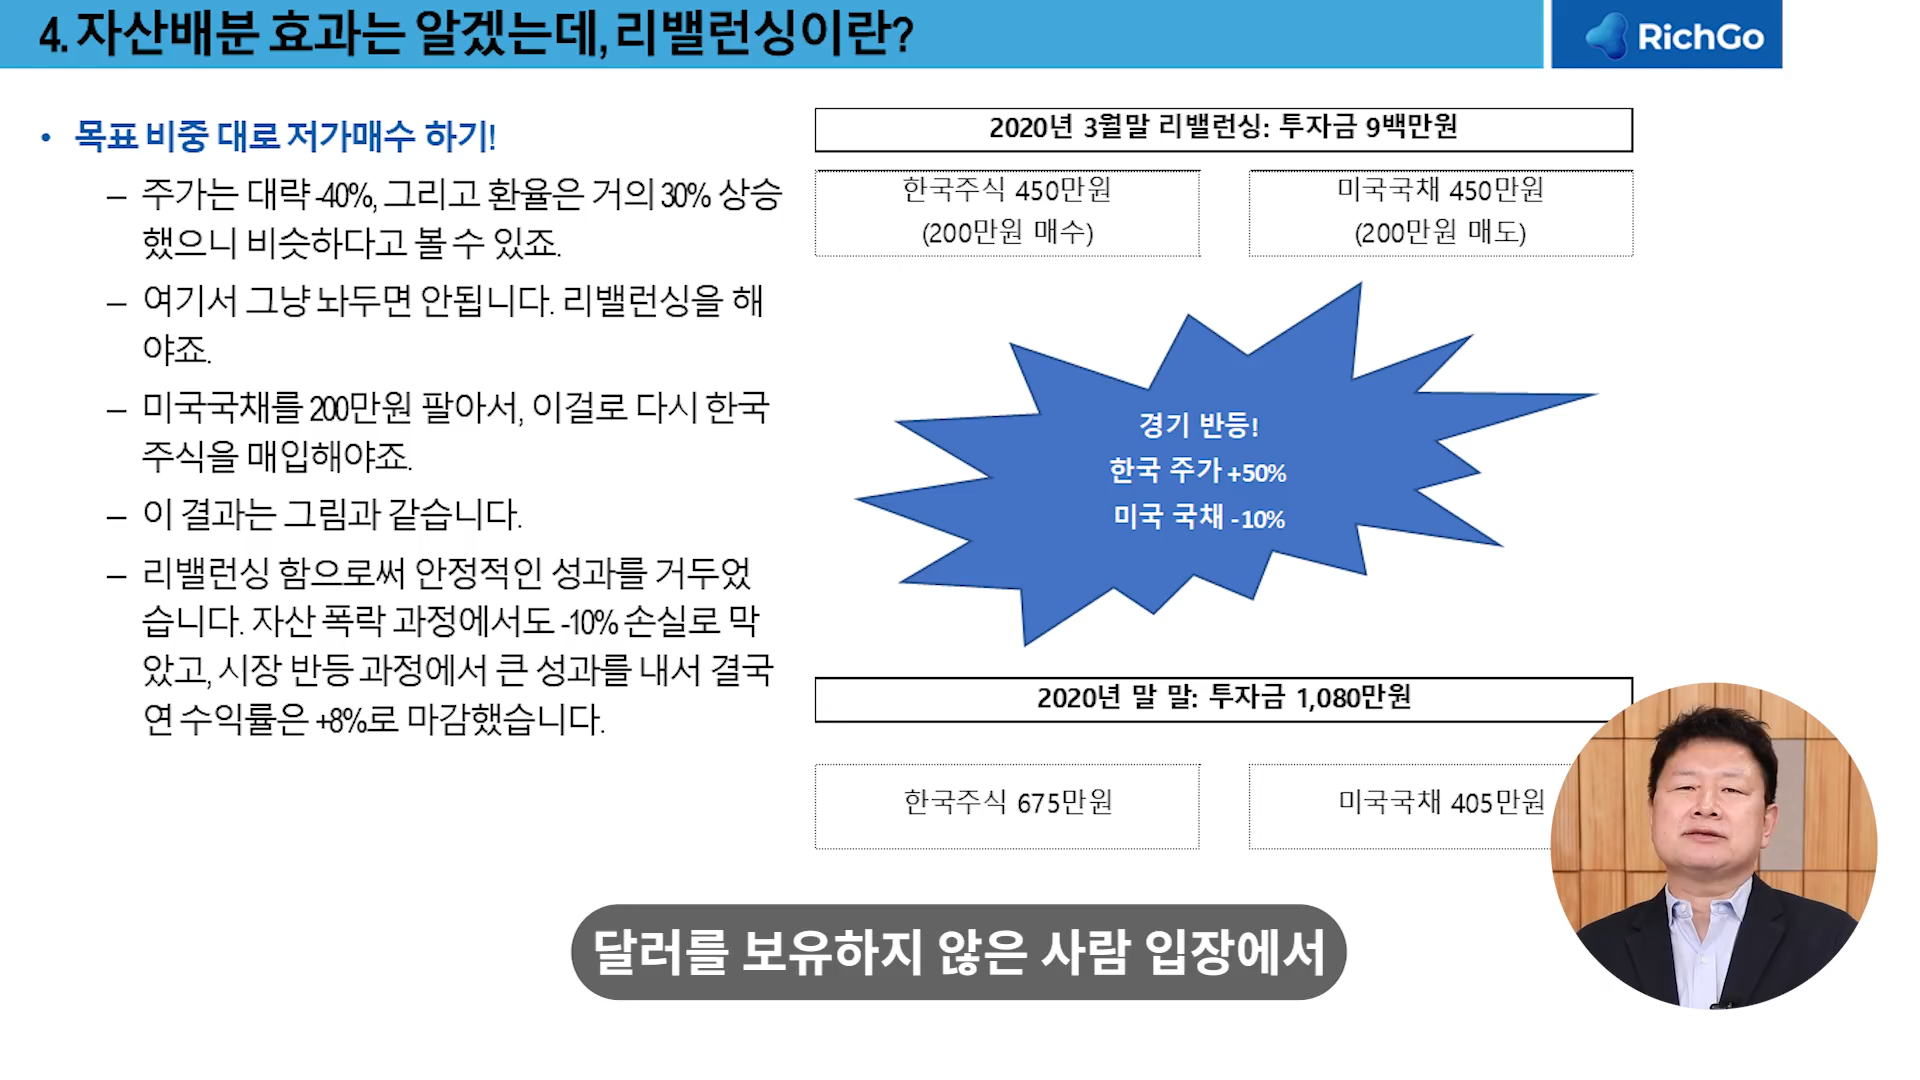 4. 자산배분 효과는 알겠는데, 리밸런싱이란?
RichGo
• 목표 비중 대로 저가매수 하기!
– 주가는 대략 -40%, 그리고 환율은 거의 30% 상승
했으니 비슷하다고 볼 수 있죠.
– 여기서 그냥 놔두면 안됩니다. 리밸런싱을 해
야죠.
– 미국국채를 200만원 팔아서, 이걸로 다시 한국
주식을 매입해야죠.
– 이 결과는 그림과 같습니다.
– 리밸런싱 함으로써 안정적인 성과를 거두었
습니다. 자산 폭락 과정에서도 -10% 손실로 막
았고, 시장 반등 과정에서 큰 성과를 내서 결국
연 수익률은 +8%로 마감했습니다.
2020년 3월말 리밸런싱: 투자금 9백만원
한국주식 450만원
(200만원 매수)
미국국채 450만원
(200만원 매도)
경기 반등!
한국 주가 +50%
미국 국채 -10%
2020년 말 말: 투자금 1,080만원
한국주식 675만원
미국국채 405만원
달러를 보유하지 않은 사람 입장에서